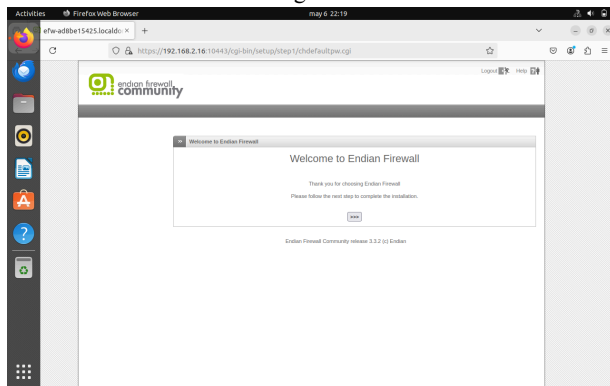 Activities Firefox Web Browser may 6 22:19
efw-ad8be15425.localdo × +
https://192.168.2.16:10443/cgi-bin/setup/step1/chdefaultpw.cgi
Logout Help
endian firewall
community
>> Welcome to Endian Firewall
Welcome to Endian Firewall
Thank you for choosing Endian Firewall
Please follow the next step to complete the installation.
>>>
Endian Firewall Community release 3.3.2 (c) Endian